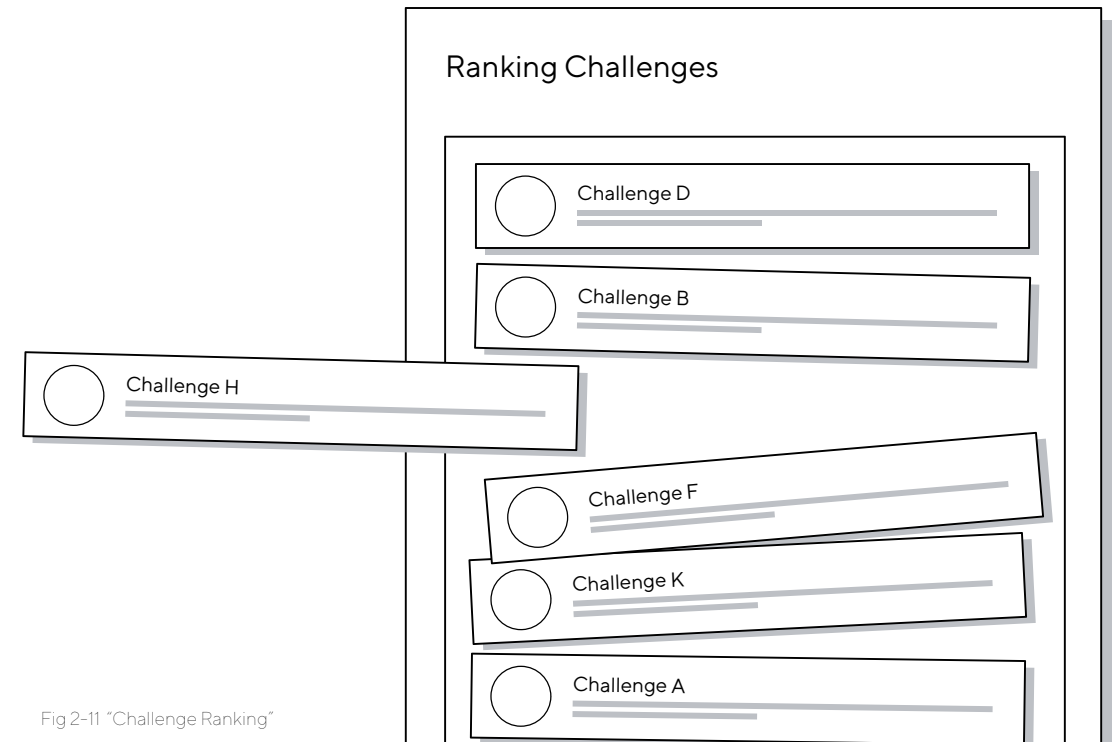 Ranking Challenges
Challenge D
Challenge B
Challenge H
Challenge F
Challenge K
Challenge A
Fig 2-11 “Challenge Ranking”